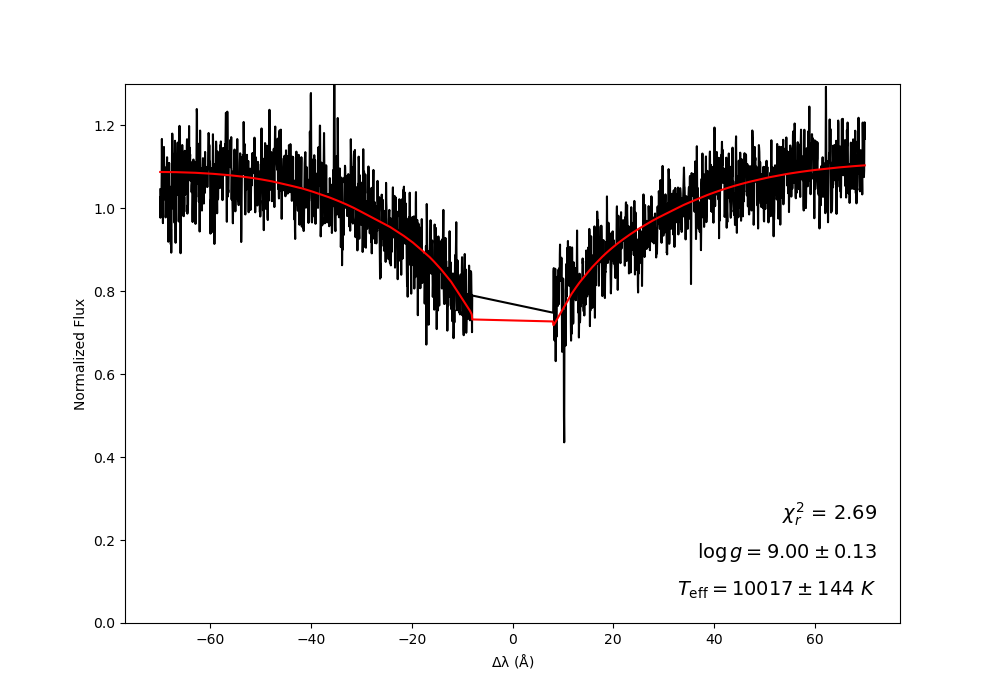 1.2
1.0
0.8
0.6
0.4
0.2
0.0
Normalized Flux
χ²ᵣ = 2.69
log g = 9.00 ± 0.13
T_eff = 10017 ± 144 K
−60 −40 −20 0 20 40 60
Δλ (Å)